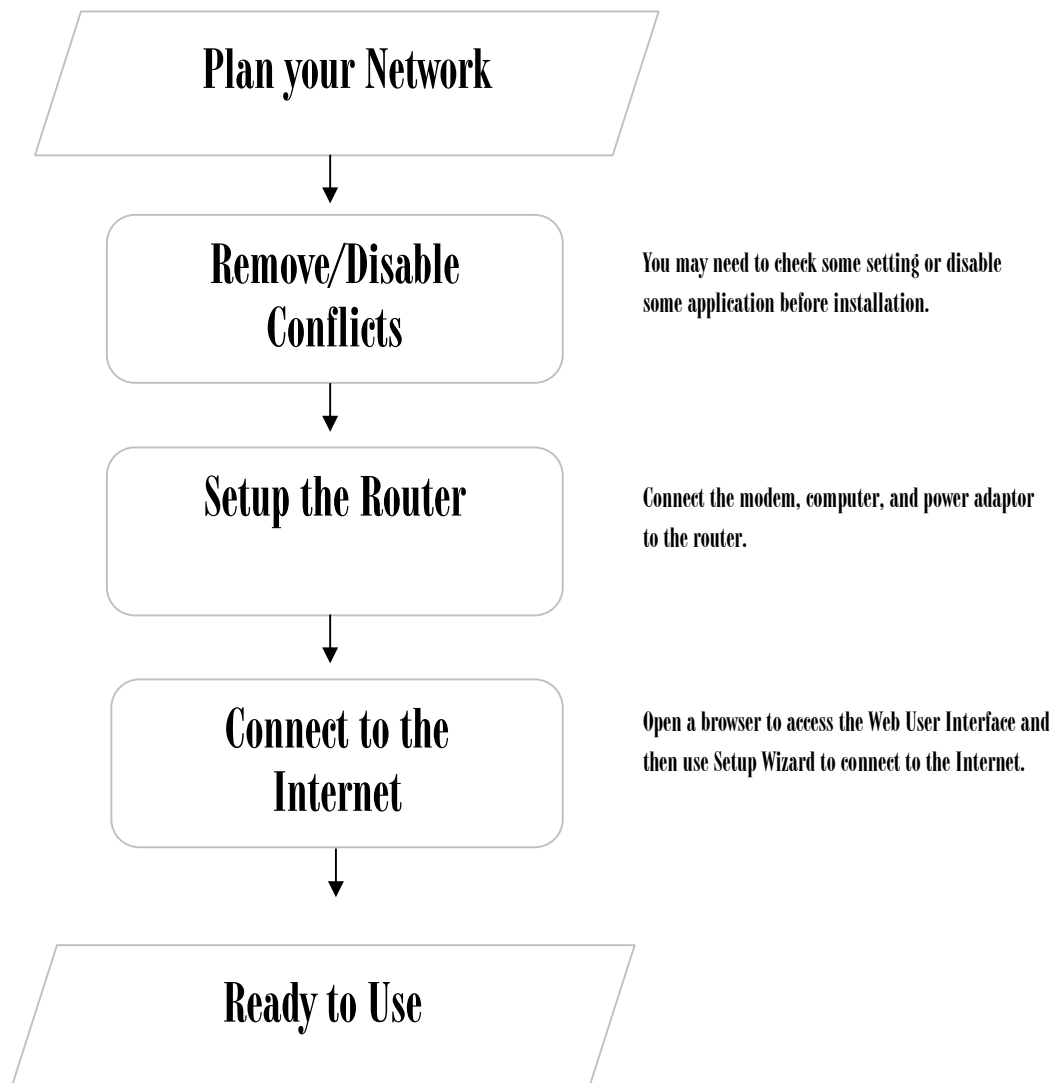 Plan your Network
Remove/Disable
Conflicts
You may need to check some setting or disable
some application before installation.
Setup the Router
Connect the modem, computer, and power adaptor
to the router.
Connect to the
Internet
Open a browser to access the Web User Interface and
then use Setup Wizard to connect to the Internet.
Ready to Use